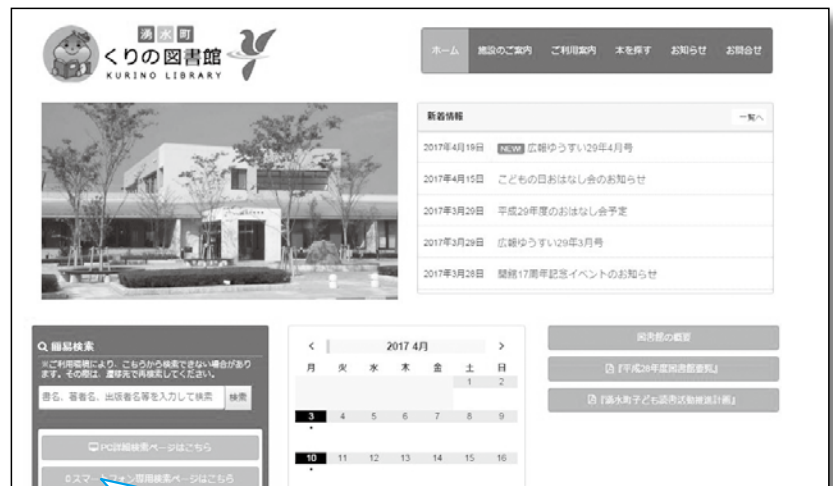 湧水町
くりの図書館
KURINO LIBRARY
ホーム 施設のご案内 ご利用案内 本を探す お知らせ お問合せ
新着情報 一覧へ
2017年4月19日 NEW! 広報ゆうすい29年4月号
2017年4月15日 こどもの日おはなし会のお知らせ
2017年3月29日 平成29年度のおはなし会予定
2017年3月29日 広報ゆうすい29年3月号
2017年3月28日 開館17周年記念イベントのお知らせ
簡易検索
※ご利用環境により、こちらから検索できない場合があります。その際は、遷移先で再検索してください。
書名、著者名、出版者名等を入力して検索 検索
PC詳細検索ページはこちら
スマートフォン専用検索ページはこちら
< 2017 4月 >
月 火 水 木 金 土 日
1 2
3 4 5 6 7 8 9
10 11 12 13 14 15 16
図書館の概要
『平成28年度図書館要覧』
『湧水町子ども読書活動推進計画』